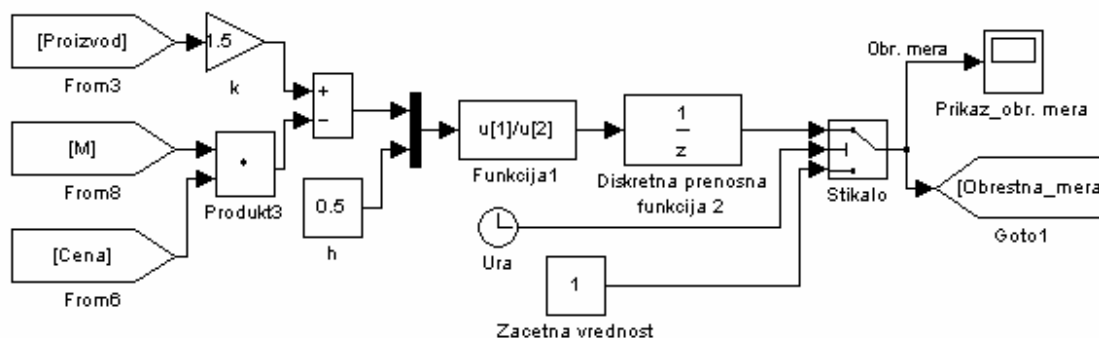 [Proizvod]
From3
1.5
k
+
−
[M]
From8
Produkt3
[Cena]
From6
0.5
h
u[1]/u[2]
Funkcija1
1
z
Diskretna prenosna
funkcija 2
Ura
1
Zacetna vrednost
Stikalo
Obr. mera
Prikaz_obr. mera
[Obrestna_mera
Goto1